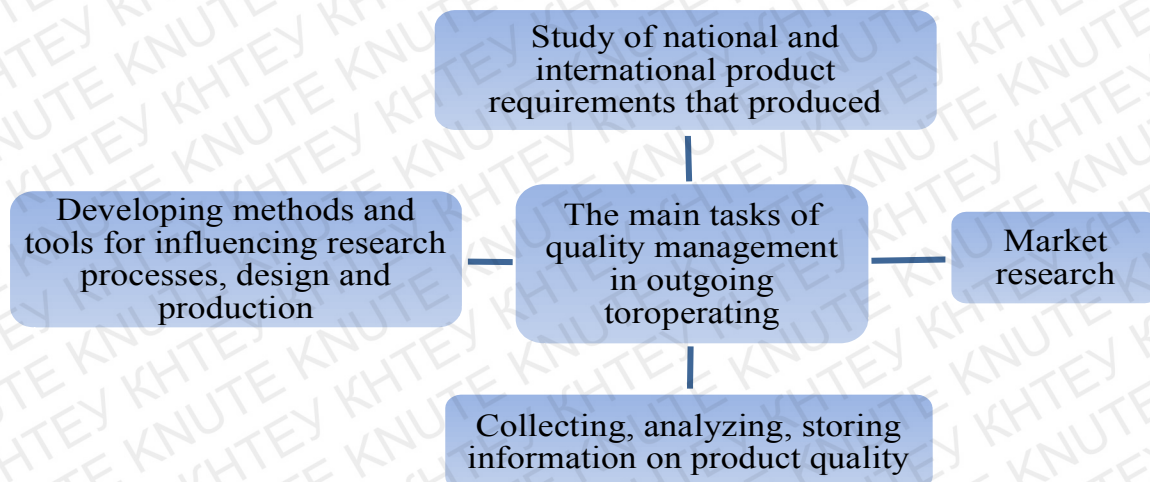 Study of national and
international product
requirements that produced
Developing methods and
tools for influencing research
processes, design and
production
The main tasks of
quality management
in outgoing
toroperating
Market
research
Collecting, analyzing, storing
information on product quality
КНТЕУ KNUTE